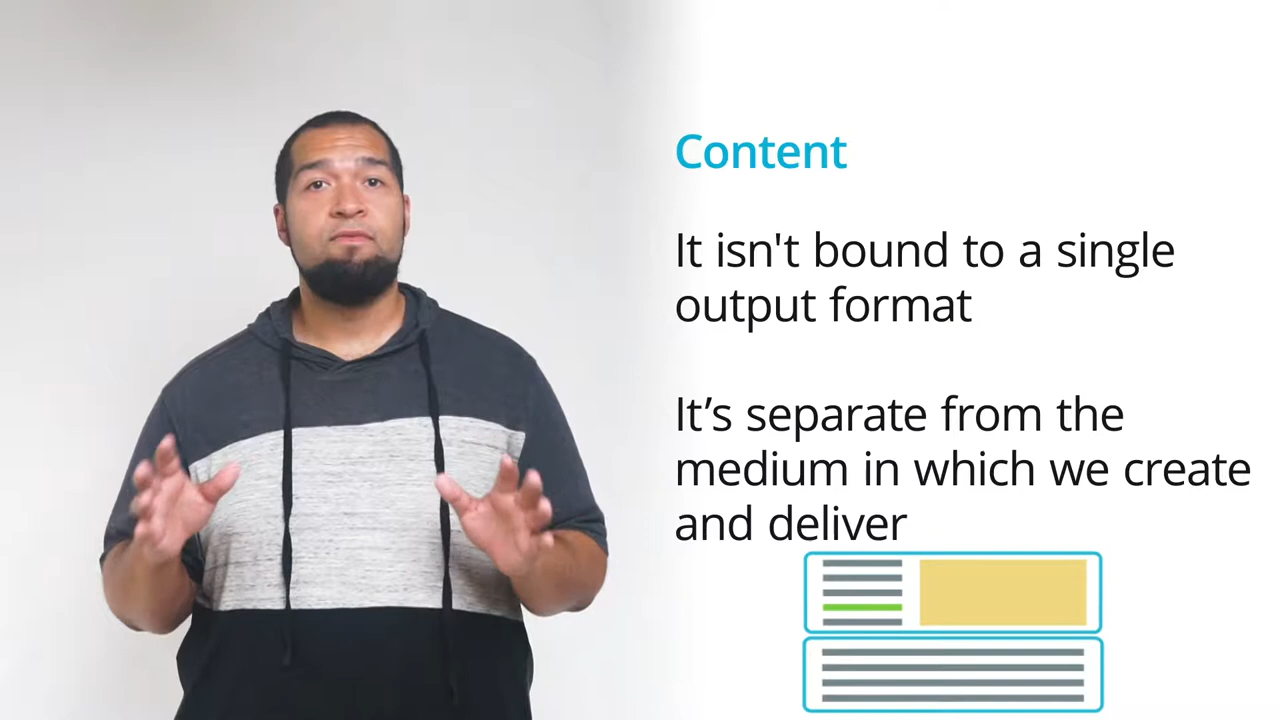 Content
It isn't bound to a single
output format
It’s separate from the
medium in which we create
and deliver